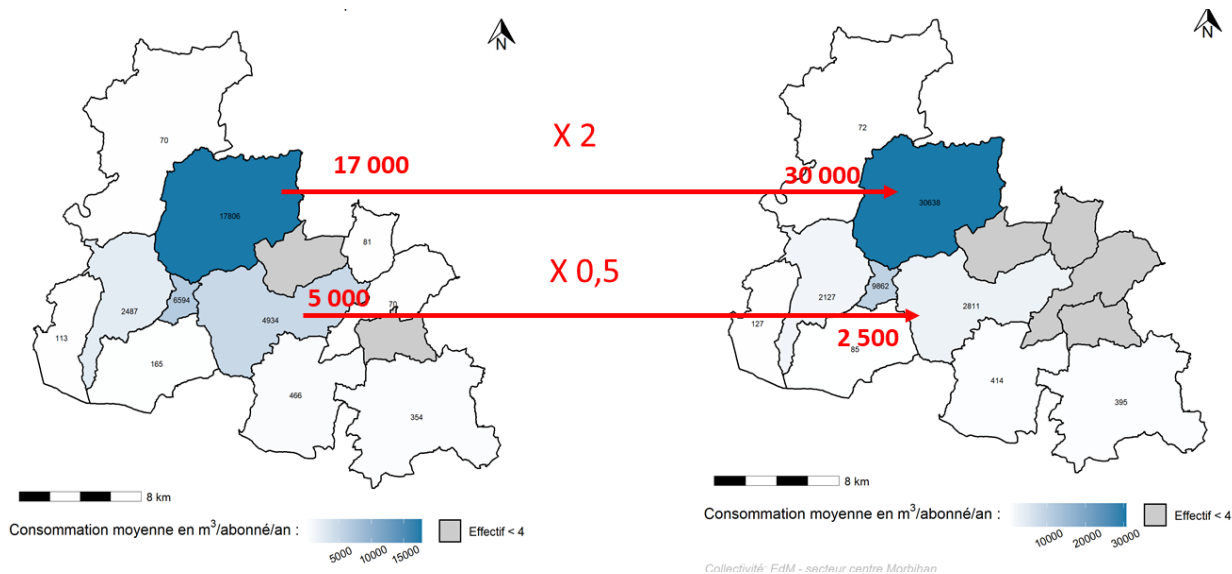 N
N
70
72
X 2
17 000
30 000
17806
30638
81
X 0,5
5 000
6594
9862
2487
4934
70
2127
2811
113
127
165
85
2 500
466
414
354
395
8 km
8 km
Consommation moyenne en m³/abonné/an :
5000 10000 15000
Effectif < 4
Consommation moyenne en m³/abonné/an :
10000 20000 30000
Effectif < 4
Collectivité: EdM - secteur centre Morbihan